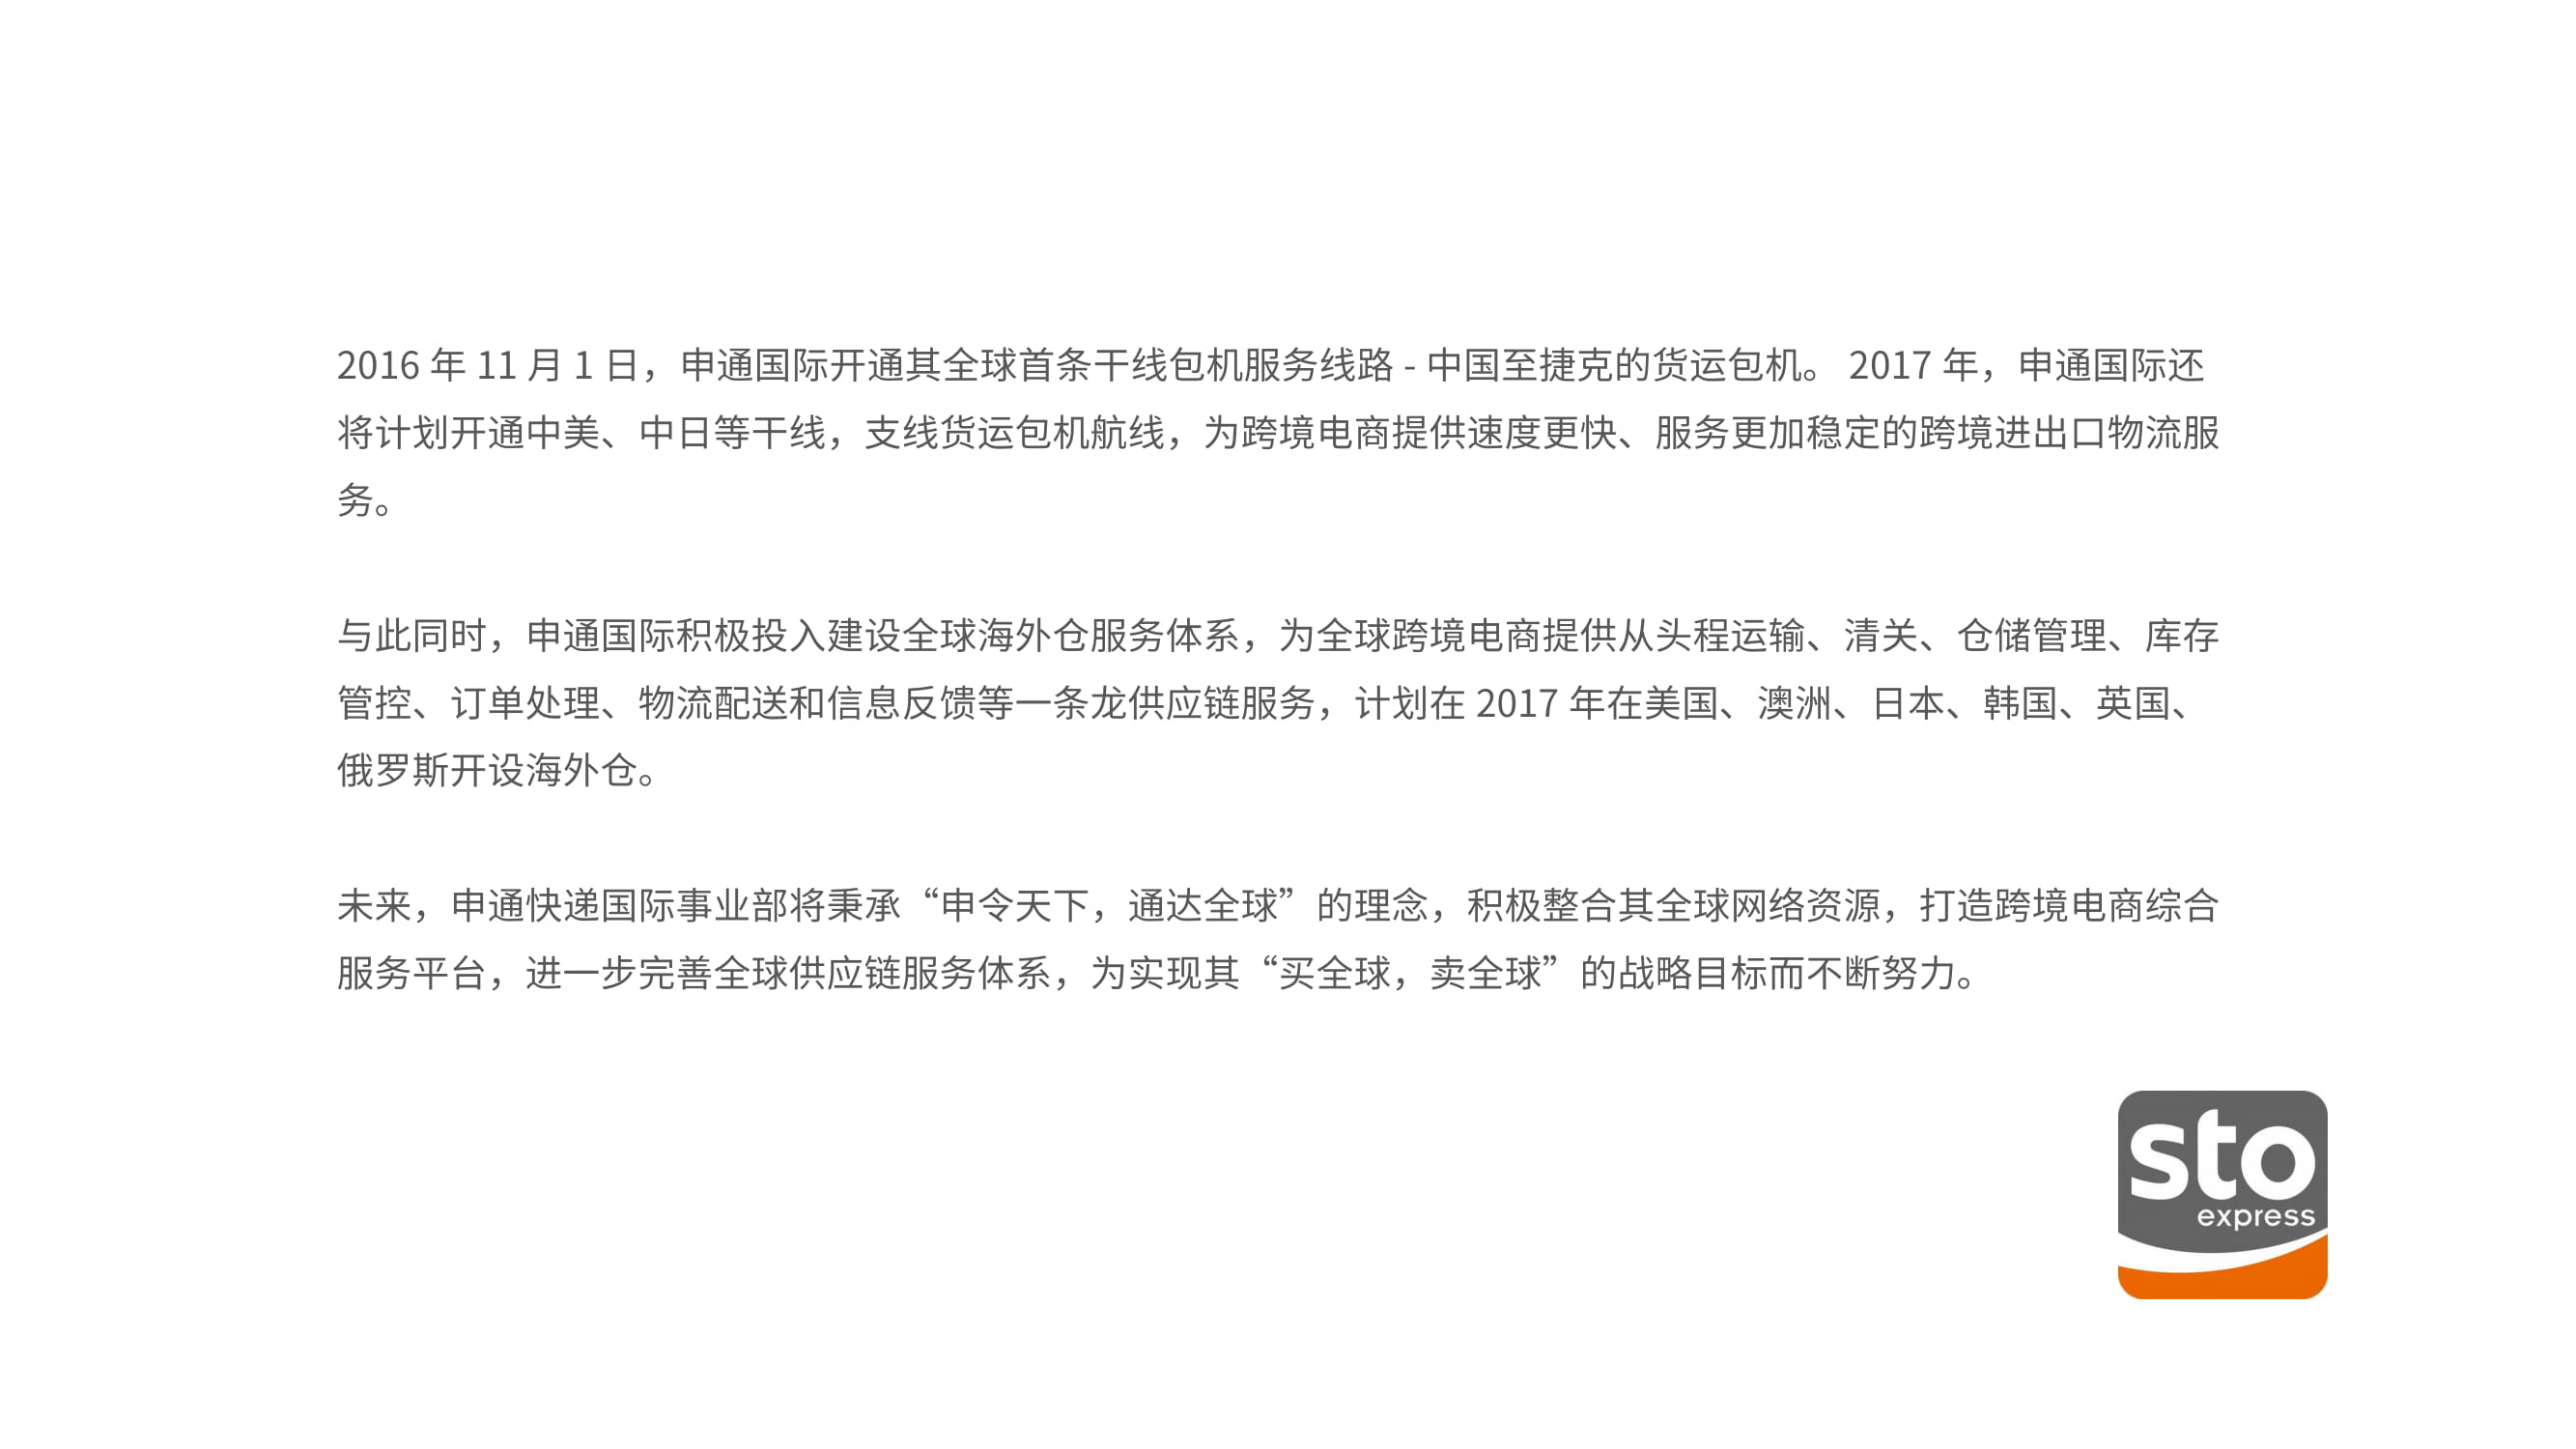 2016 年 11 月 1 日，申通国际开通其全球首条干线包机服务线路 - 中国至捷克的货运包机。 2017 年，申通国际还
将计划开通中美、中日等干线，支线货运包机航线，为跨境电商提供速度更快、服务更加稳定的跨境进出口物流服
务。
与此同时，申通国际积极投入建设全球海外仓服务体系，为全球跨境电商提供从头程运输、清关、仓储管理、库存
管控、订单处理、物流配送和信息反馈等一条龙供应链服务，计划在 2017 年在美国、澳洲、日本、韩国、英国、
俄罗斯开设海外仓。
未来，申通快递国际事业部将秉承“申令天下，通达全球”的理念，积极整合其全球网络资源，打造跨境电商综合
服务平台，进一步完善全球供应链服务体系，为实现其“买全球，卖全球”的战略目标而不断努力。
sto
express